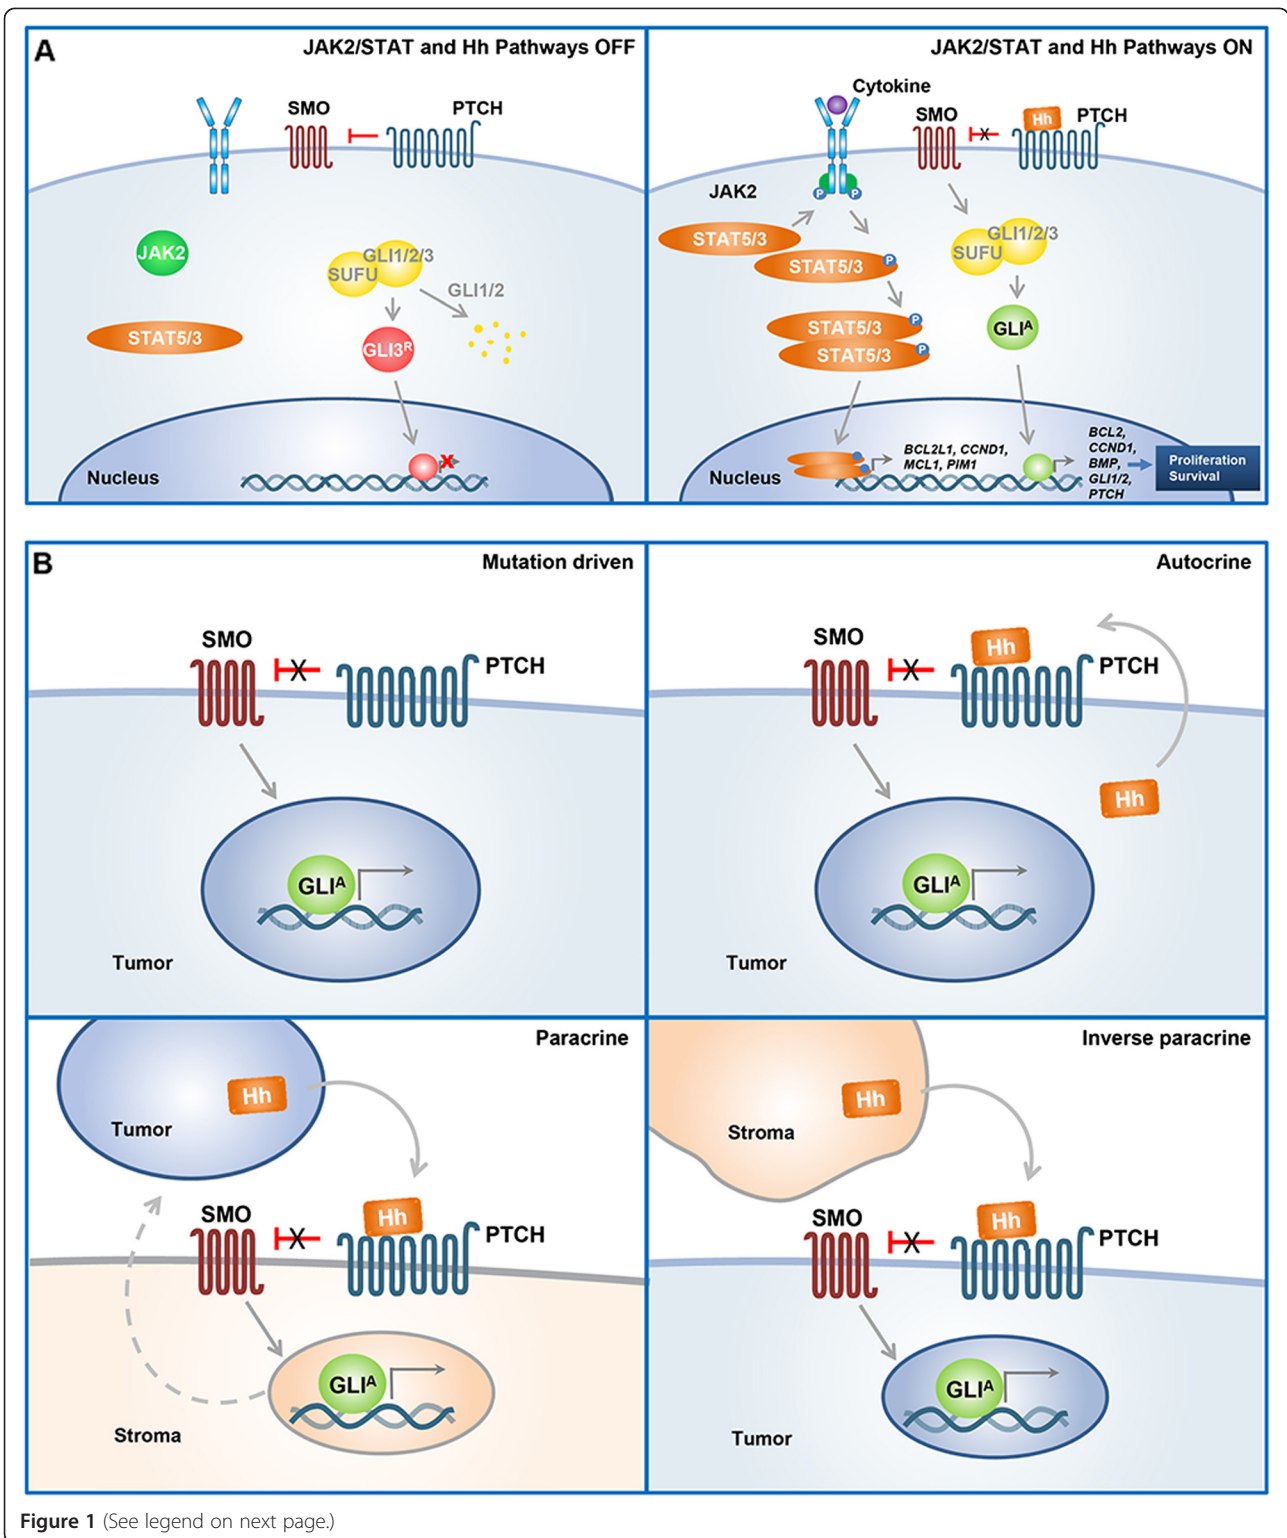 A
JAK2/STAT and Hh Pathways OFF
SMO
PTCH
JAK2
GLI1/2/3
SUFU
GLI1/2
STAT5/3
GLI3R
X
Nucleus
JAK2/STAT and Hh Pathways ON
Cytokine
SMO
Hh
PTCH
X
JAK2
P
P
STAT5/3
GLI1/2/3
SUFU
STAT5/3
P
STAT5/3
P
STAT5/3
P
GLIA
Nucleus
BCL2L1, CCND1,
MCL1, PIM1
BCL2,
CCND1,
BMP,
GLI1/2,
PTCH
Proliferation
Survival
B
Mutation driven
SMO
X
PTCH
GLIA
Tumor
Autocrine
SMO
X
Hh
PTCH
Hh
GLIA
Tumor
Paracrine
Hh
Tumor
SMO
X
Hh
PTCH
GLIA
Stroma
Inverse paracrine
Hh
Stroma
SMO
X
Hh
PTCH
GLIA
Tumor
Figure 1 (See legend on next page.)